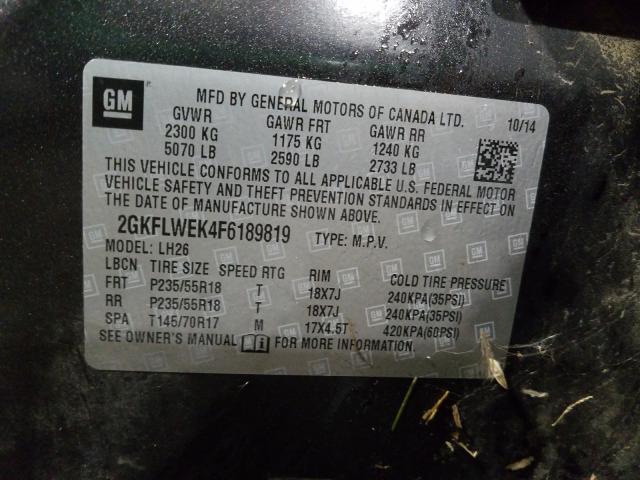 GM
MFD BY GENERAL MOTORS OF CANADA LTD.
10/14
GVWR GAWR FRT GAWR RR
2300 KG 1175 KG 1240 KG
5070 LB 2590 LB 2733 LB
THIS VEHICLE CONFORMS TO ALL APPLICABLE U.S. FEDERAL MOTOR
VEHICLE SAFETY AND THEFT PREVENTION STANDARDS IN EFFECT ON
THE DATE OF MANUFACTURE SHOWN ABOVE.
2GKFLWEK4F6189819 TYPE: M.P.V.
MODEL: LH26
LBCN TIRE SIZE SPEED RTG RIM COLD TIRE PRESSURE
FRT P235/55R18 T 18X7J 240KPA(35PSI)
RR P235/55R18 T 18X7J 240KPA(35PSI)
SPA T145/70R17 M 17X4.5T 420KPA(60PSI)
SEE OWNER'S MANUAL FOR MORE INFORMATION.